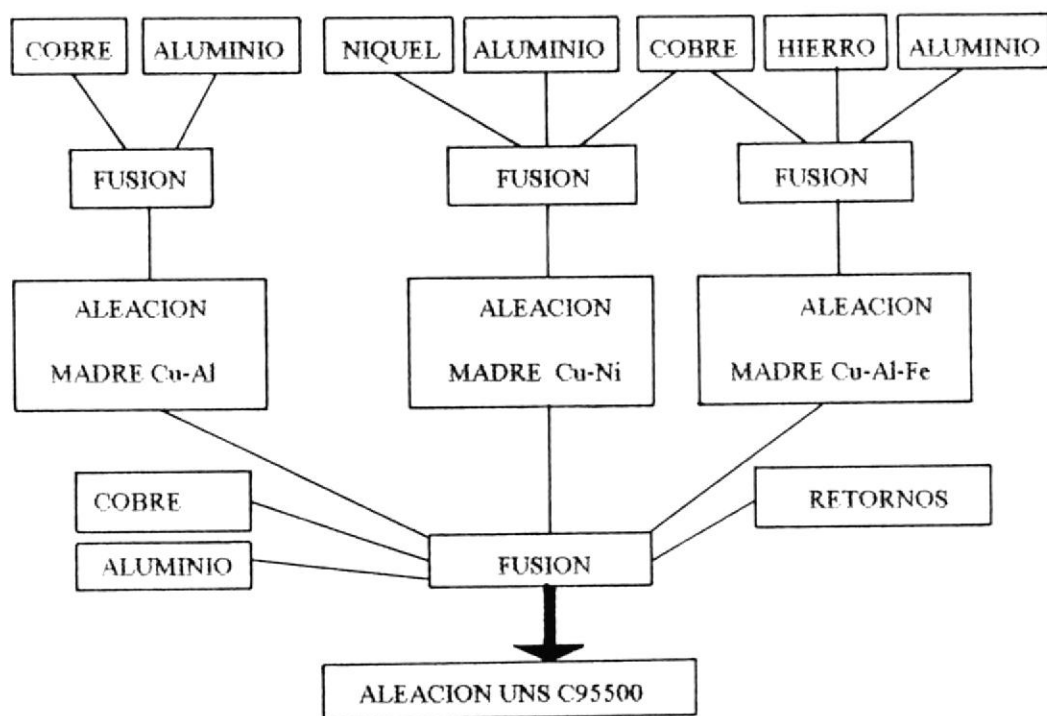 COBRE
ALUMINIO
NIQUEL
ALUMINIO
COBRE
HIERRO
ALUMINIO
FUSION
FUSION
FUSION
ALEACION
MADRE Cu-Al
ALEACION
MADRE Cu-Ni
ALEACION
MADRE Cu-Al-Fe
COBRE
RETORNOS
ALUMINIO
FUSION
ALEACION UNS C95500